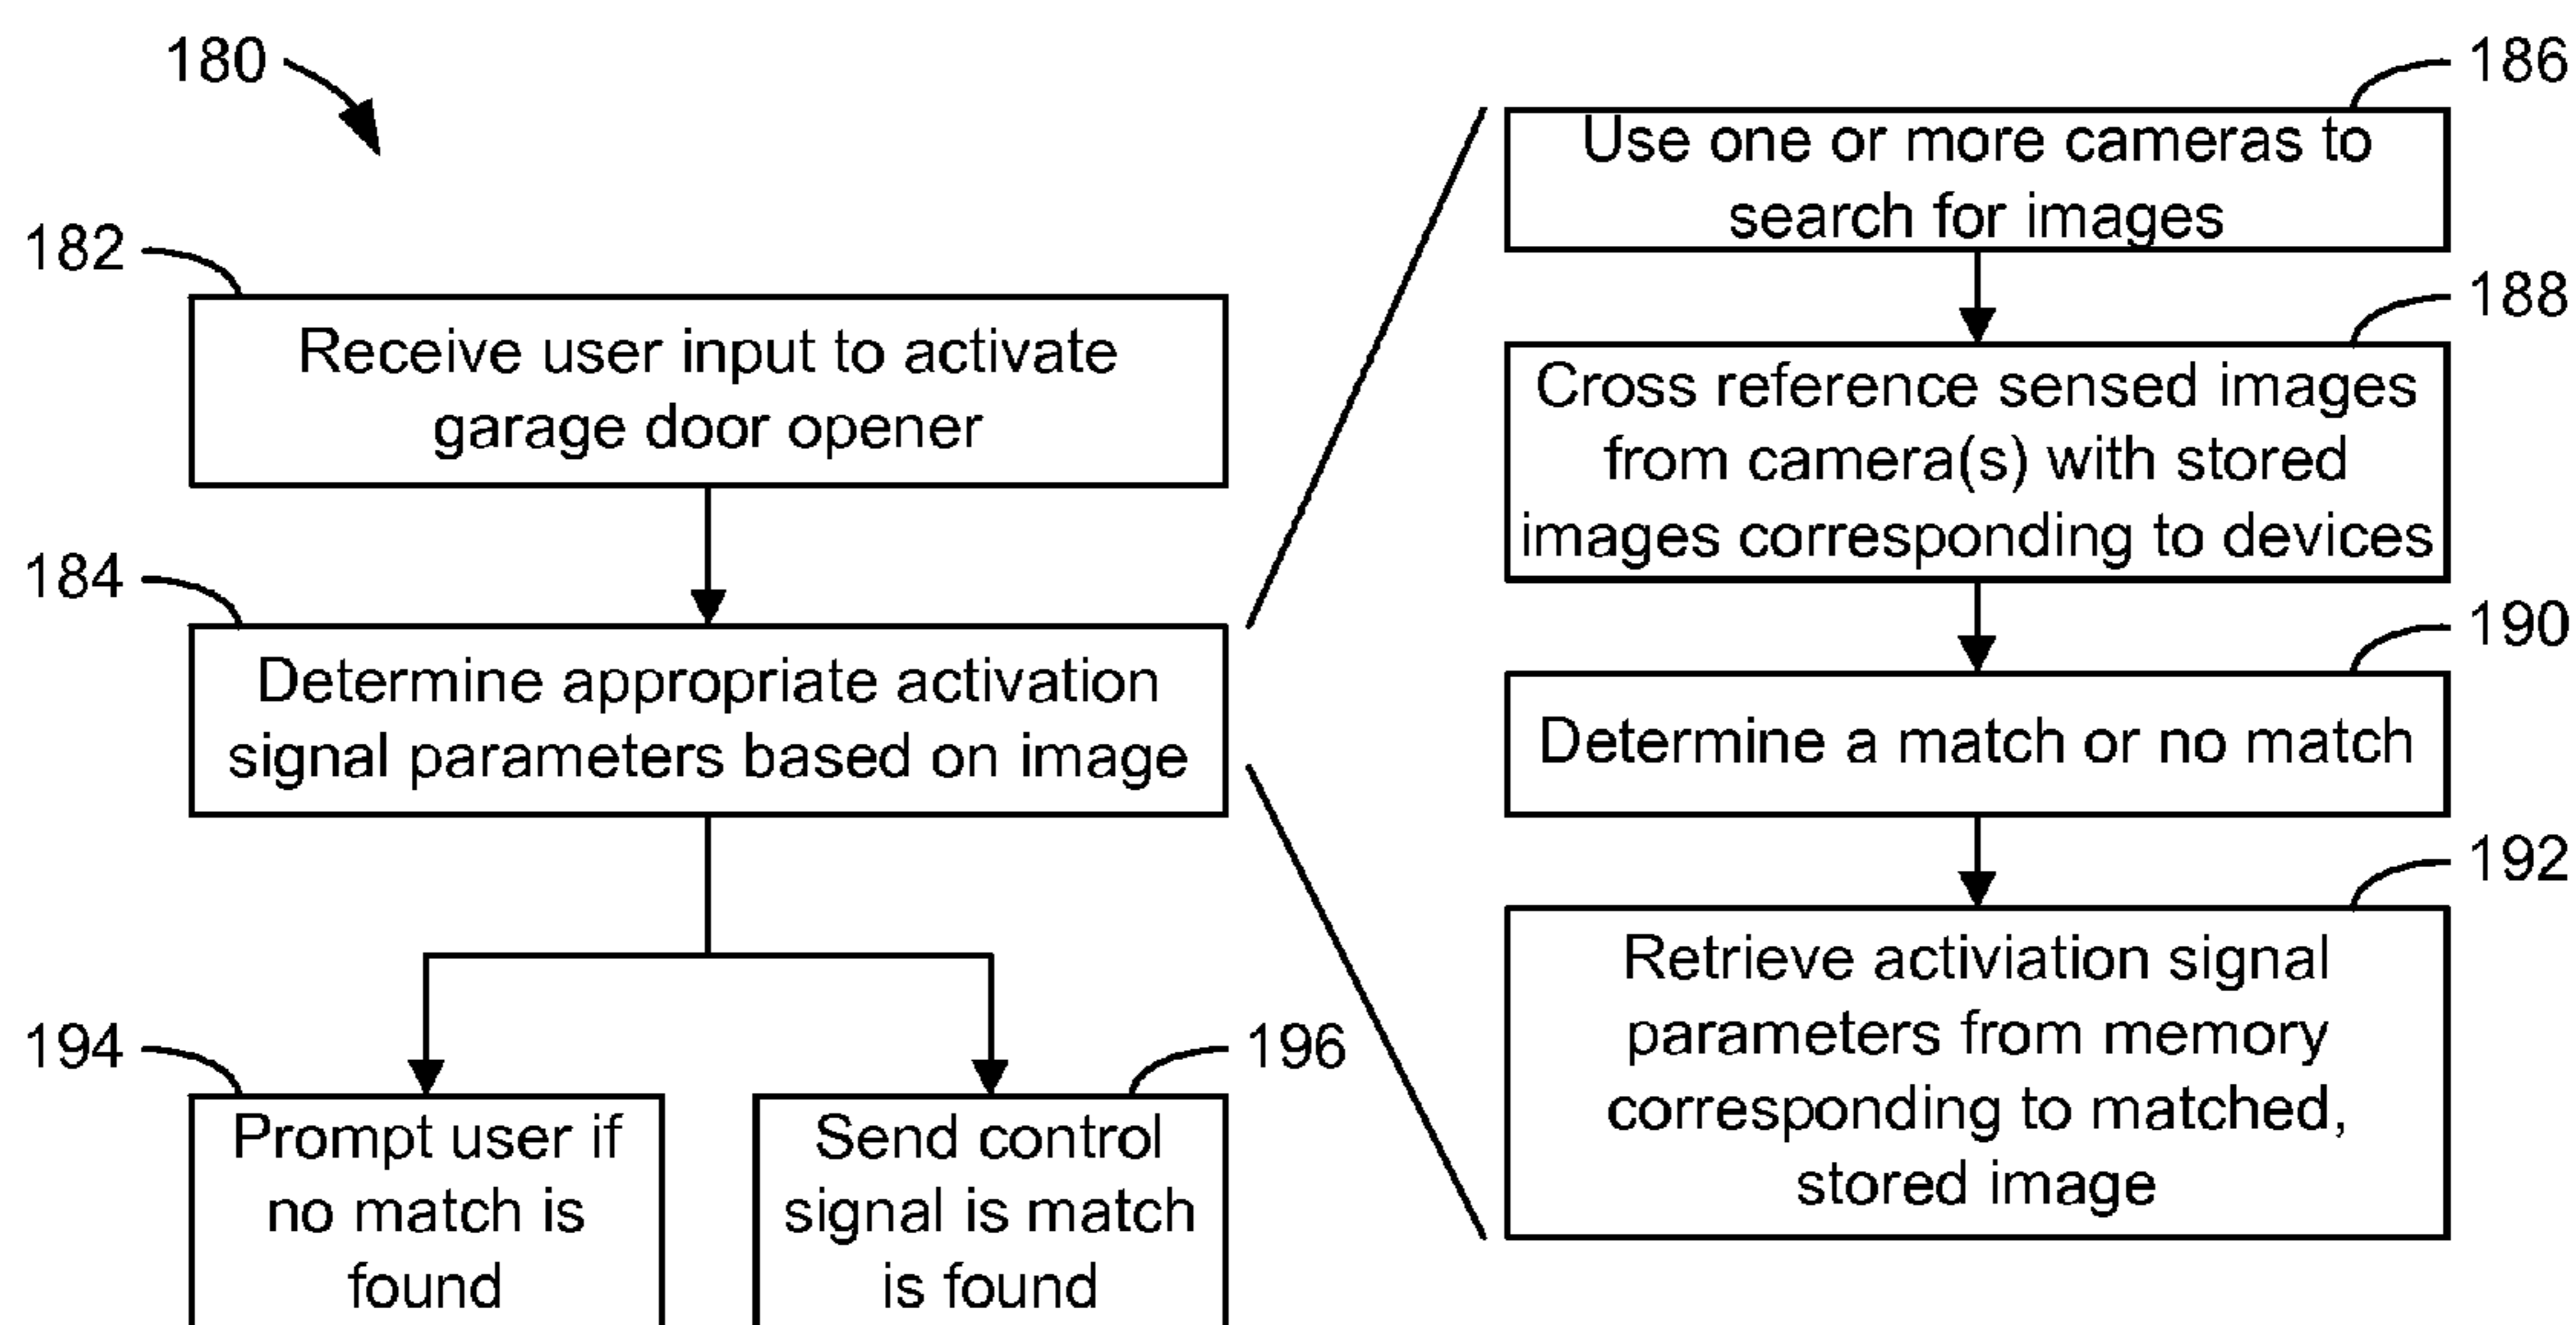 180
182
Receive user input to activate
garage door opener
184
Determine appropriate activation
signal parameters based on image
194
Prompt user if
no match is
found
196
Send control
signal is match
is found
186
Use one or more cameras to
search for images
188
Cross reference sensed images
from camera(s) with stored
images corresponding to devices
190
Determine a match or no match
192
Retrieve activiation signal
parameters from memory
corresponding to matched,
stored image